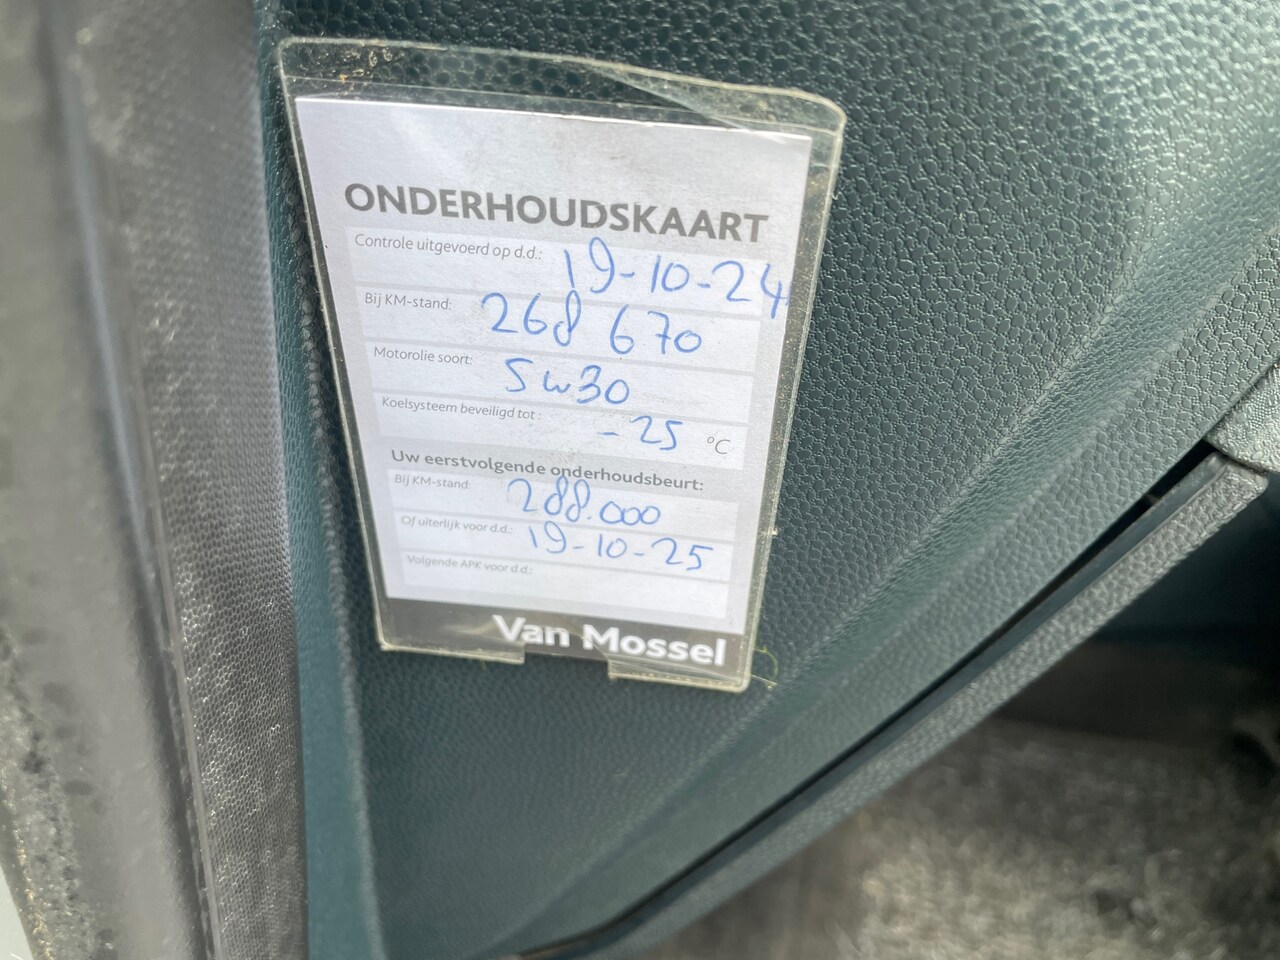 ONDERHOUDSKAART
Controle uitgevoerd op d.d.: 19-10-24
Bij KM-stand: 268 670
Motorolie soort: 5w30
Koelsysteem beveiligd tot: -25 °C
Uw eerstvolgende onderhoudsbeurt:
Bij KM-stand: 288.000
Of uiterlijk voor d.d.: 19-10-25
Volgende APK voor d.d.:
Van Mossel